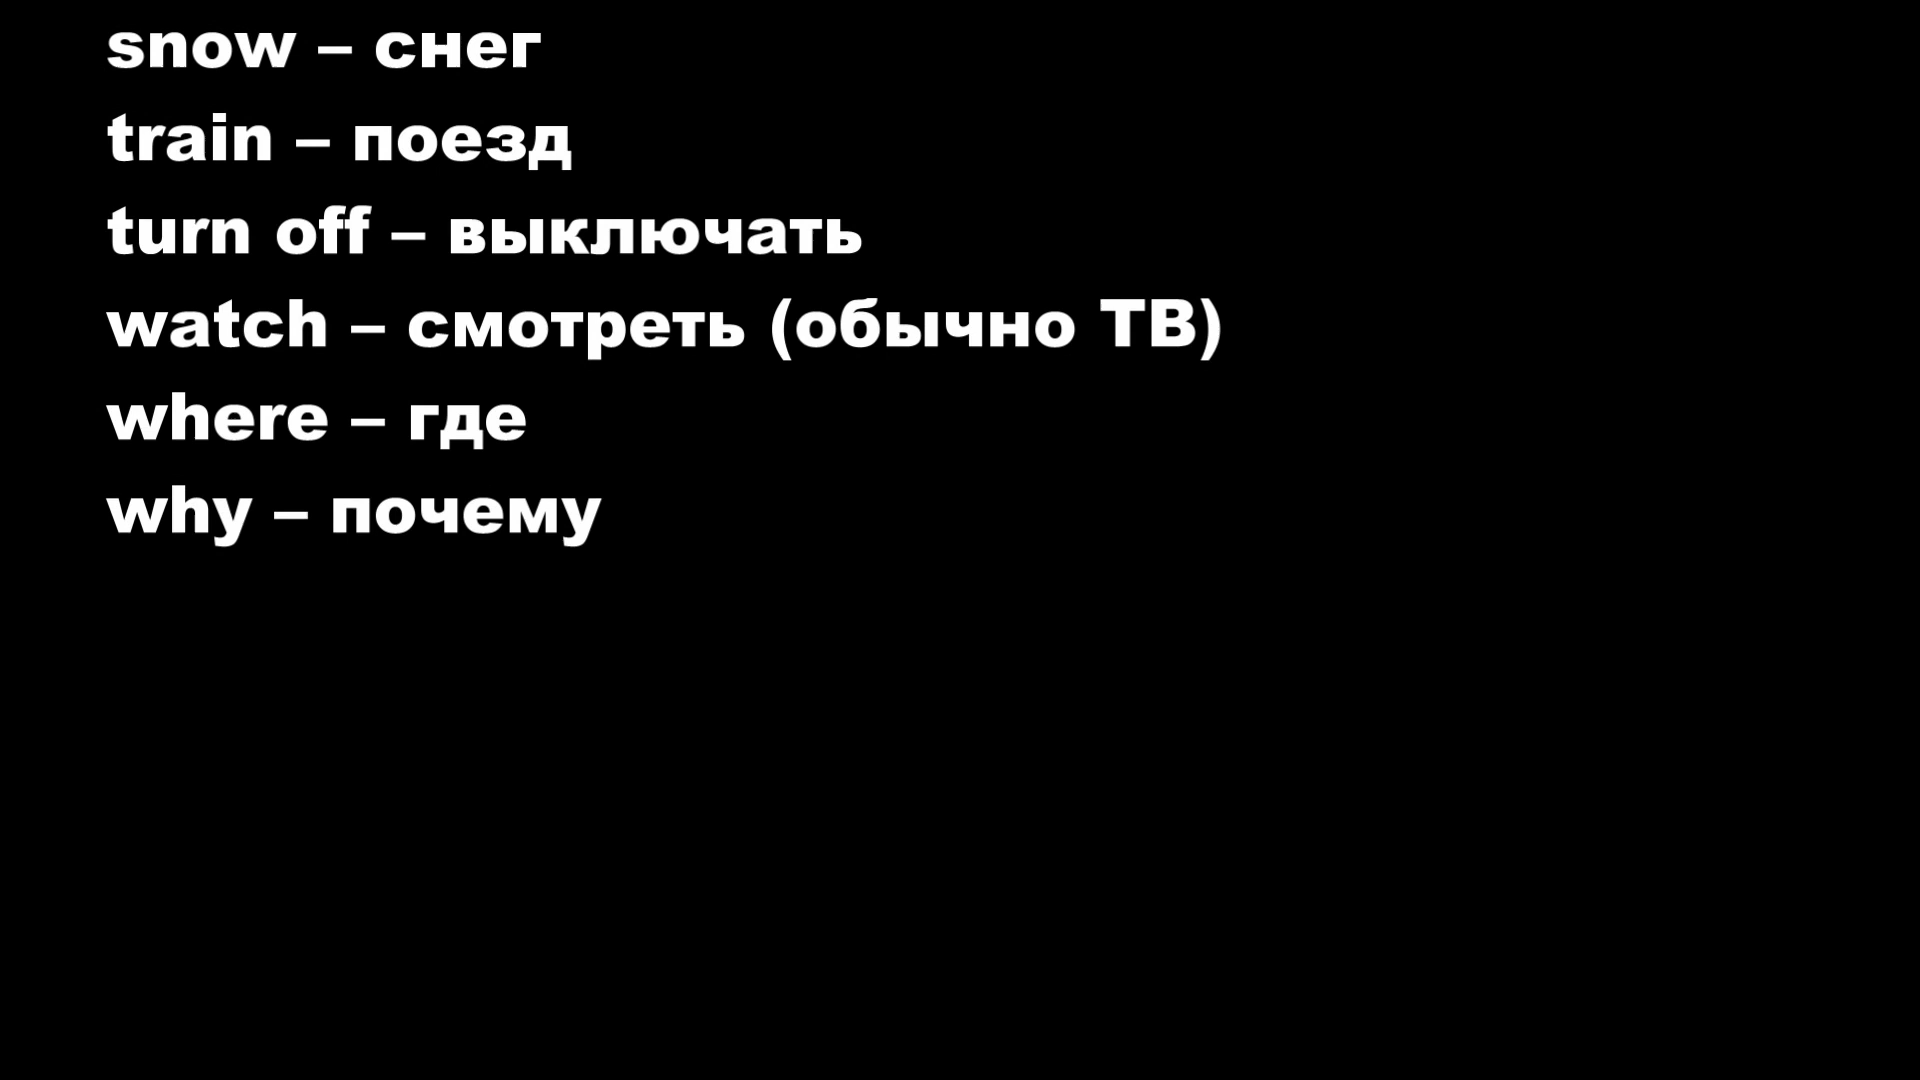 snow – снег
train – поезд
turn off – выключать
watch – смотреть (обычно ТВ)
where – где
why – почему